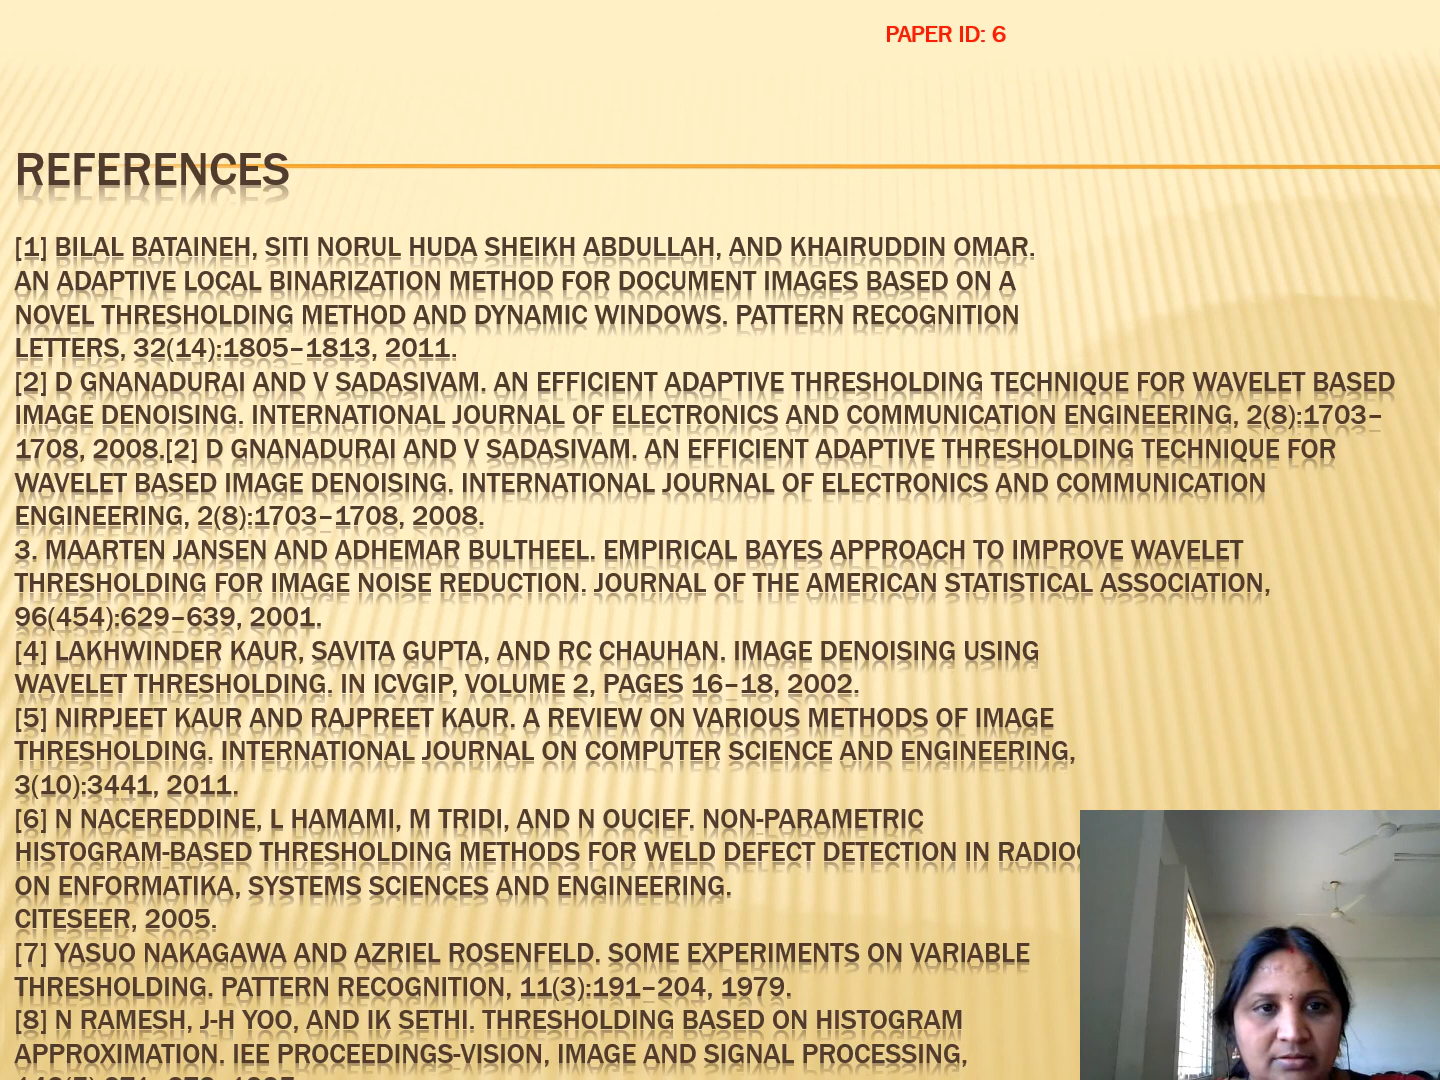 PAPER ID: 6
REFERENCES
[1] BILAL BATAINEH, SITI NORUL HUDA SHEIKH ABDULLAH, AND KHAIRUDDIN OMAR.
AN ADAPTIVE LOCAL BINARIZATION METHOD FOR DOCUMENT IMAGES BASED ON A
NOVEL THRESHOLDING METHOD AND DYNAMIC WINDOWS. PATTERN RECOGNITION
LETTERS, 32(14):1805–1813, 2011.
[2] D GNANADURAI AND V SADASIVAM. AN EFFICIENT ADAPTIVE THRESHOLDING TECHNIQUE FOR WAVELET BASED
IMAGE DENOISING. INTERNATIONAL JOURNAL OF ELECTRONICS AND COMMUNICATION ENGINEERING, 2(8):1703–
1708, 2008.[2] D GNANADURAI AND V SADASIVAM. AN EFFICIENT ADAPTIVE THRESHOLDING TECHNIQUE FOR
WAVELET BASED IMAGE DENOISING. INTERNATIONAL JOURNAL OF ELECTRONICS AND COMMUNICATION
ENGINEERING, 2(8):1703–1708, 2008.
3. MAARTEN JANSEN AND ADHEMAR BULTHEEL. EMPIRICAL BAYES APPROACH TO IMPROVE WAVELET
THRESHOLDING FOR IMAGE NOISE REDUCTION. JOURNAL OF THE AMERICAN STATISTICAL ASSOCIATION,
96(454):629–639, 2001.
[4] LAKHWINDER KAUR, SAVITA GUPTA, AND RC CHAUHAN. IMAGE DENOISING USING
WAVELET THRESHOLDING. IN ICVGIP, VOLUME 2, PAGES 16–18, 2002.
[5] NIRPJEET KAUR AND RAJPREET KAUR. A REVIEW ON VARIOUS METHODS OF IMAGE
THRESHOLDING. INTERNATIONAL JOURNAL ON COMPUTER SCIENCE AND ENGINEERING,
3(10):3441, 2011.
[6] N NACEREDDINE, L HAMAMI, M TRIDI, AND N OUCIEF. NON-PARAMETRIC
HISTOGRAM-BASED THRESHOLDING METHODS FOR WELD DEFECT DETECTION IN
ON ENFORMATIKA, SYSTEMS SCIENCES AND ENGINEERING.
CITESEER, 2005.
[7] YASUO NAKAGAWA AND AZRIEL ROSENFELD. SOME EXPERIMENTS ON VARIABLE
THRESHOLDING. PATTERN RECOGNITION, 11(3):191–204, 1979.
[8] N RAMESH, J-H YOO, AND IK SETHI. THRESHOLDING BASED ON HISTOGRAM
APPROXIMATION. IEE PROCEEDINGS-VISION, IMAGE AND SIGNAL PROCESSING,